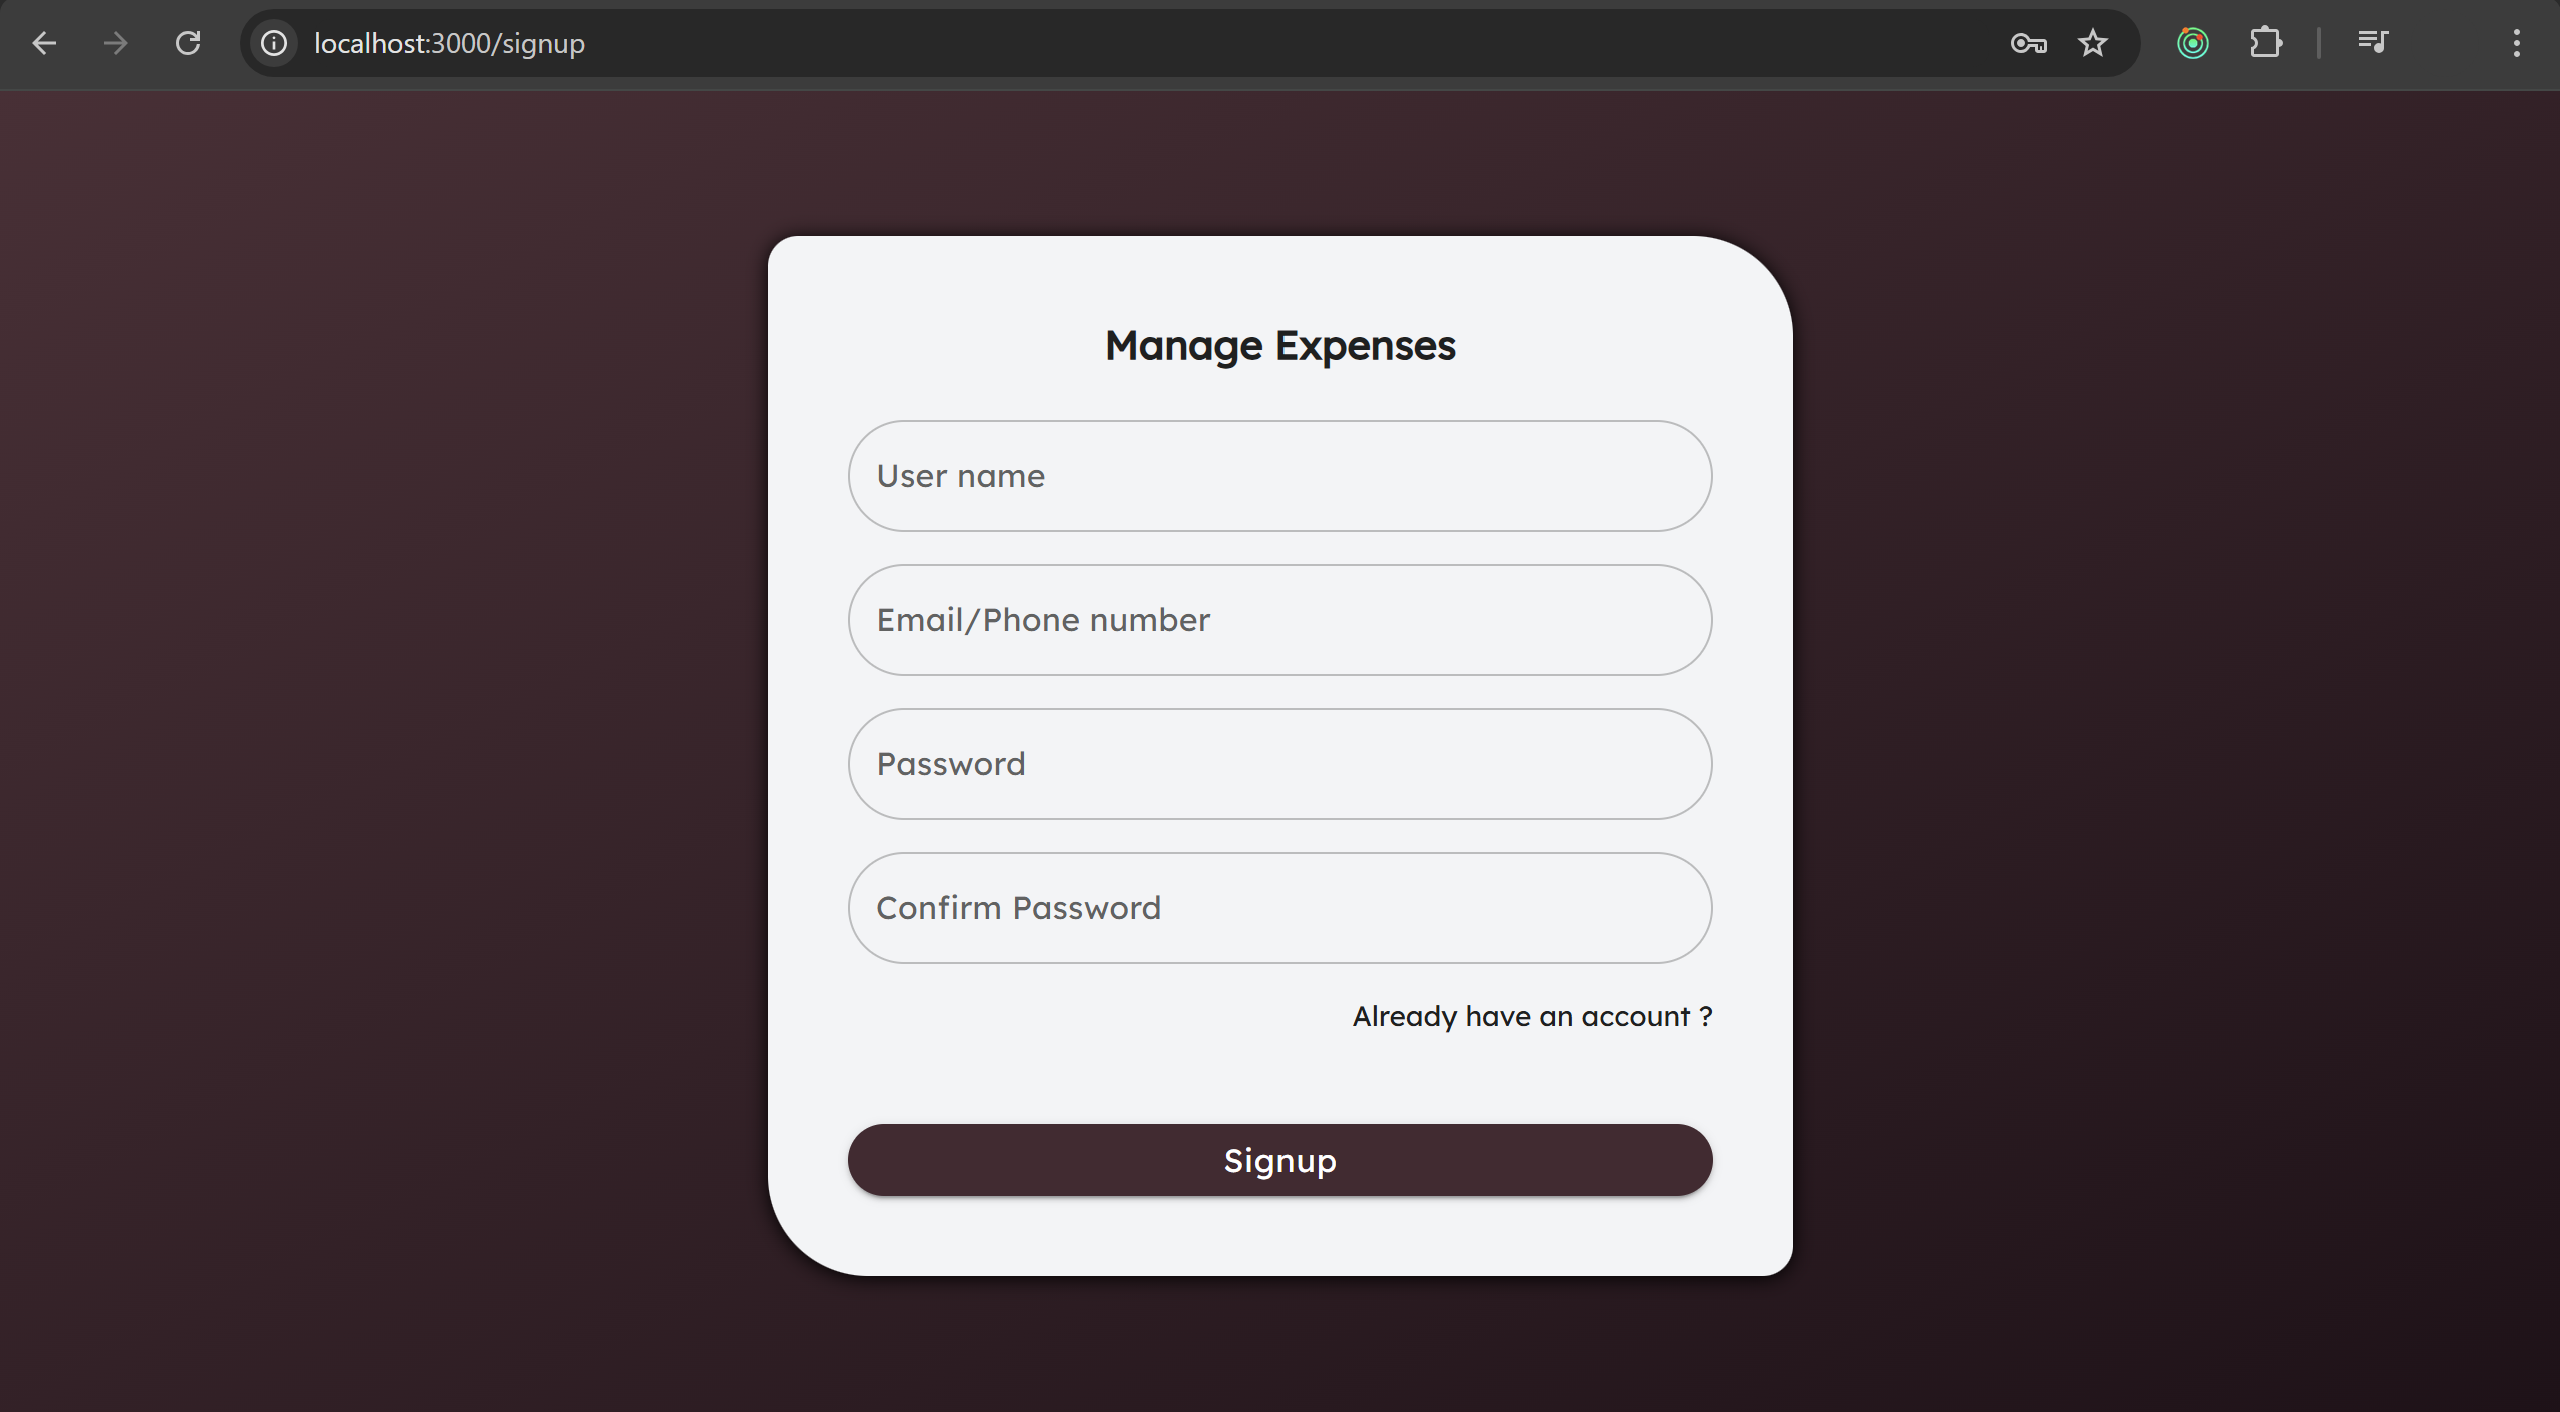 localhost:3000/signup
Manage Expenses
User name
Email/Phone number
Password
Confirm Password
Already have an account ?
Signup